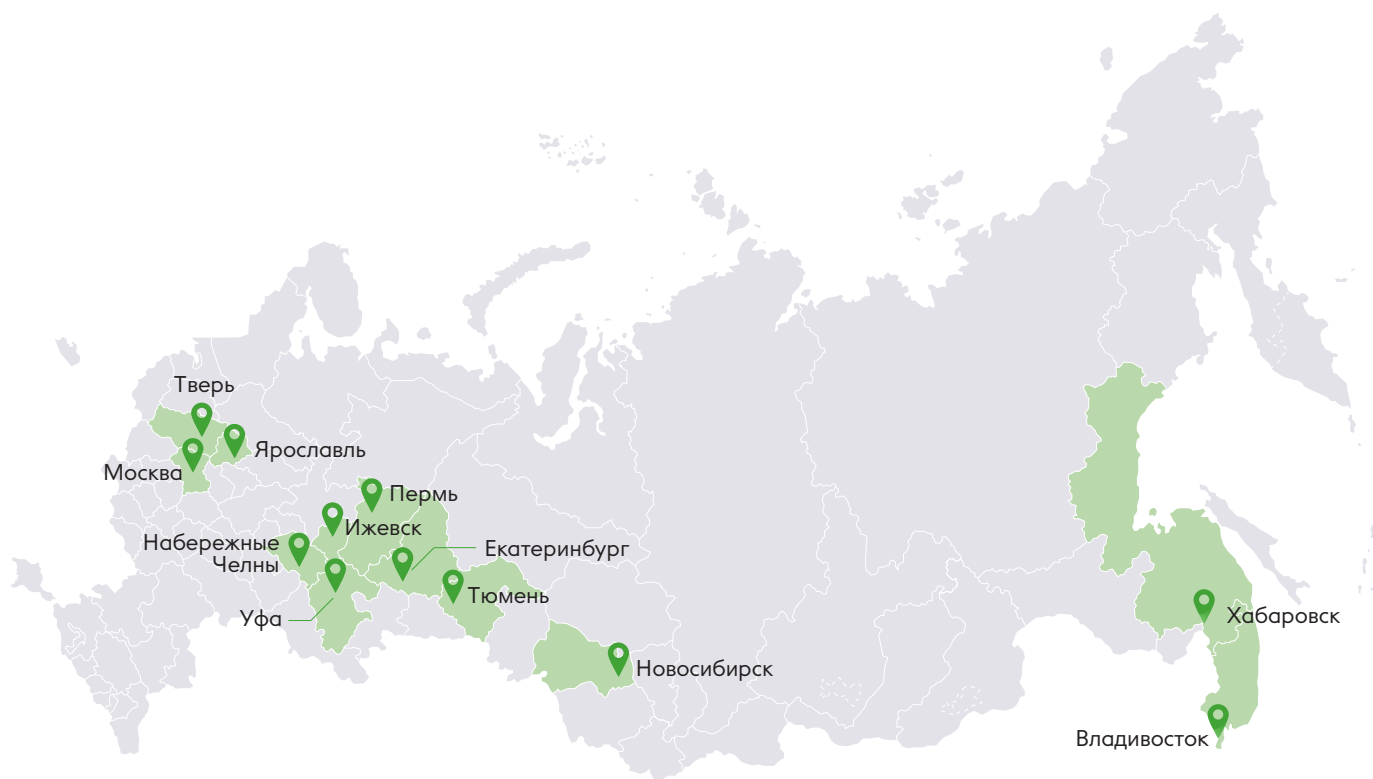 Тверь
Ярославль
Москва
Пермь
Ижевск
Набережные
Челны
Екатеринбург
Тюмень
Уфа
Хабаровск
Новосибирск
Владивосток